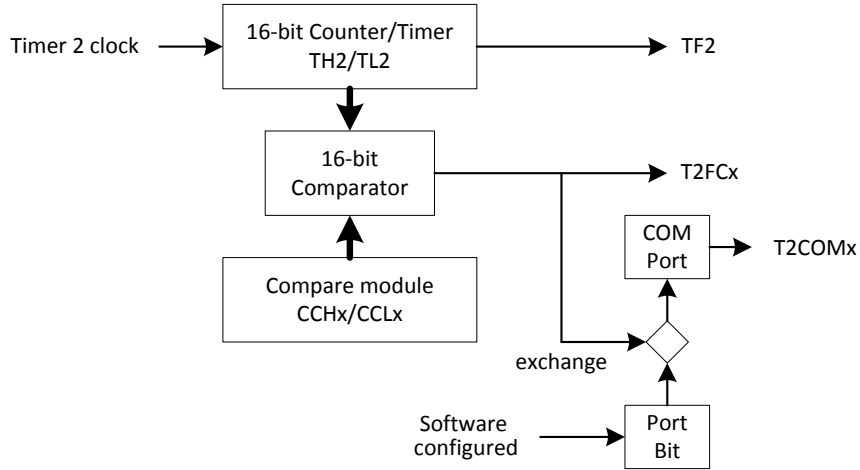 Timer 2 clock
16-bit Counter/Timer
TH2/TL2
TF2
16-bit
Comparator
T2FCx
COM
Port
T2COMx
Compare module
CCHx/CCLx
exchange
Software
configured
Port
Bit